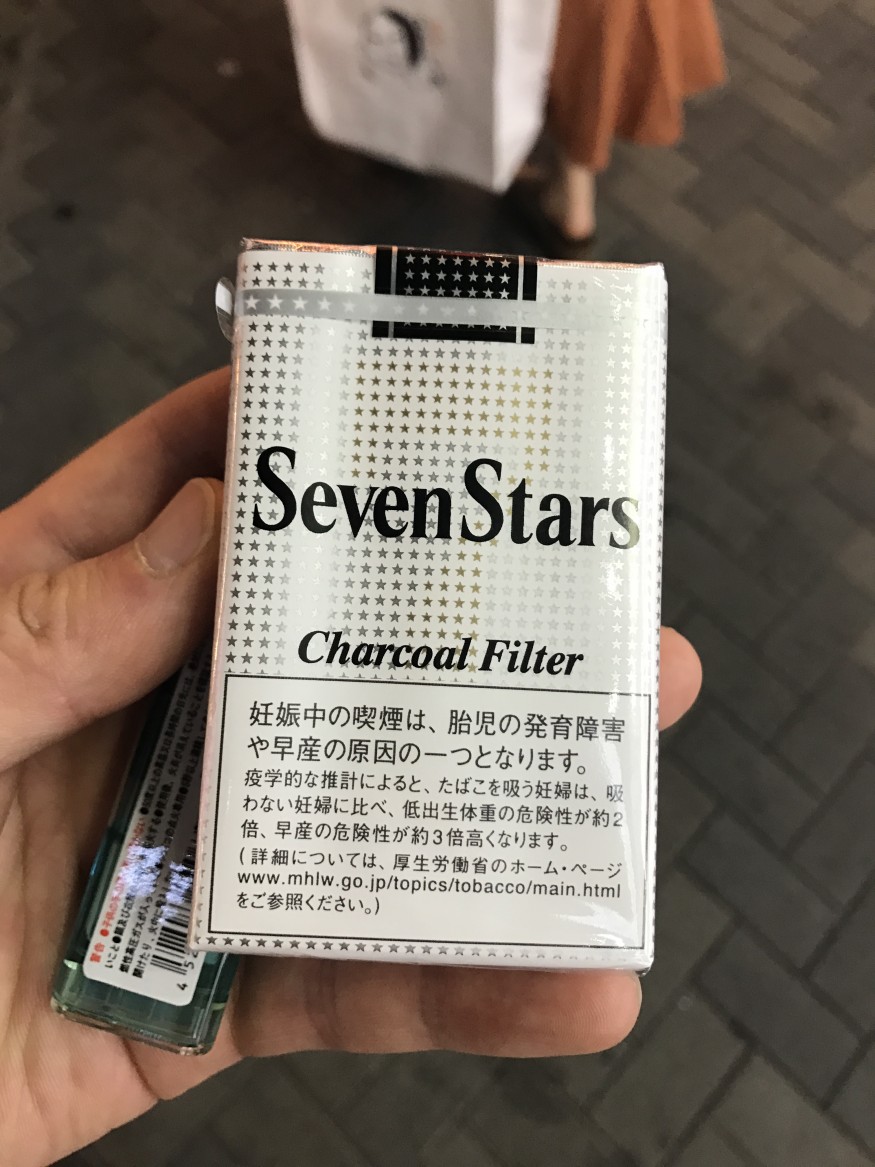 SevenStars
Charcoal Filter
妊娠中の喫煙は、胎児の発育障害
や早産の原因の一つとなります。
疫学的な推計によると、たばこを吸う妊婦は、吸
わない妊婦に比べ、低出生体重の危険性が約2
倍、早産の危険性が約3倍高くなります。
(詳細については、厚生労働省のホーム・ページ
www.mhlw.go.jp/topics/tobacco/main.html
をご参照ください。)
警告